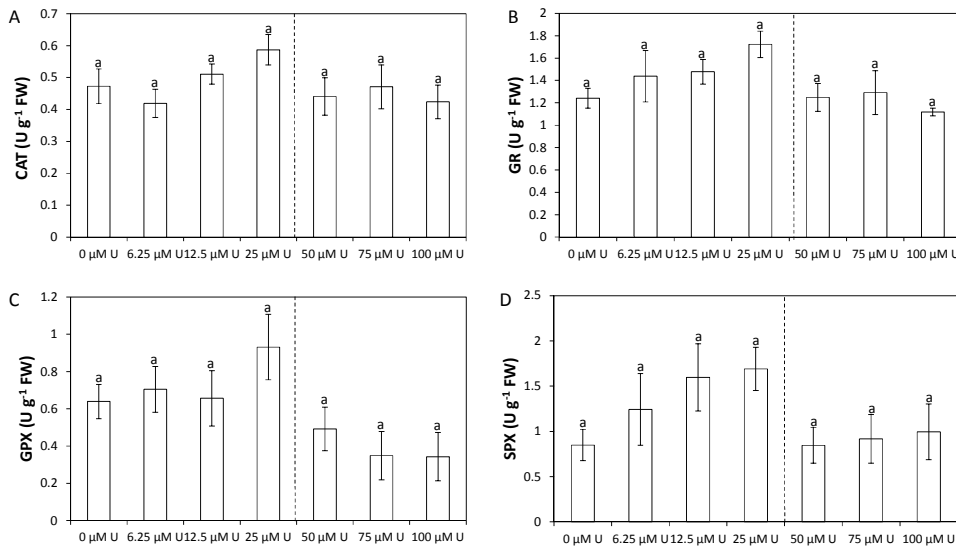 A
CAT (U g⁻¹ FW)
0.7
0.6
0.5
0.4
0.3
0.2
0.1
0
a a a a a a a
0 µM U 6.25 µM U 12.5 µM U 25 µM U 50 µM U 75 µM U 100 µM U
B
GR (U g⁻¹ FW)
2
1.8
1.6
1.4
1.2
1
0.8
0.6
0.4
0.2
0
a a a a a a a
0 µM U 6.25 µM U 12.5 µM U 25 µM U 50 µM U 75 µM U 100 µM U
C
GPX (U g⁻¹ FW)
1.2
1
0.8
0.6
0.4
0.2
0
a a a a a a a
0 µM U 6.25 µM U 12.5 µM U 25 µM U 50 µM U 75 µM U 100 µM U
D
SPX (U g⁻¹ FW)
2.5
2
1.5
1
0.5
0
a a a a a a a
0 µM U 6.25 µM U 12.5 µM U 25 µM U 50 µM U 75 µM U 100 µM U